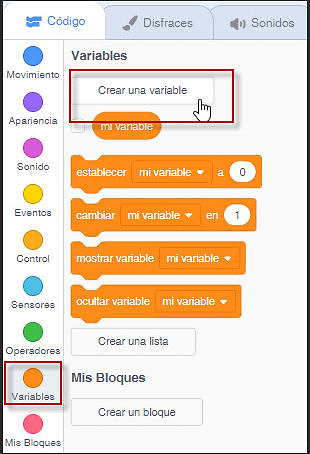 Código
Disfraces
Sonidos
Movimiento
Apariencia
Sonido
Eventos
Control
Sensores
Operadores
Variables
Mis Bloques
Variables
Crear una variable
mi variable
establecer mi variable a 0
cambiar mi variable en 1
mostrar variable mi variable
ocultar variable mi variable
Crear una lista
Mis Bloques
Crear un bloque